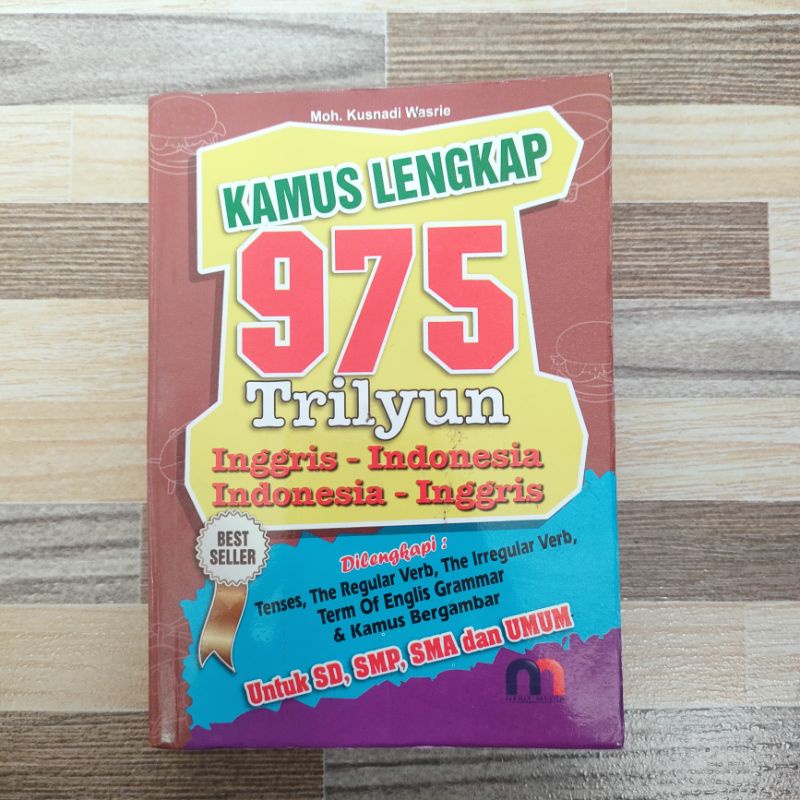 Moh. Kusnadi Wasrie
KAMUS LENGKAP
975
Trilyun
Inggris - Indonesia
Indonesia - Inggris
BEST
SELLER
Dilengkapi :
Tenses, The Regular Verb, The Irregular Verb,
Term Of Englis Grammar
& Kamus Bergambar
Untuk SD, SMP, SMA dan UMUM